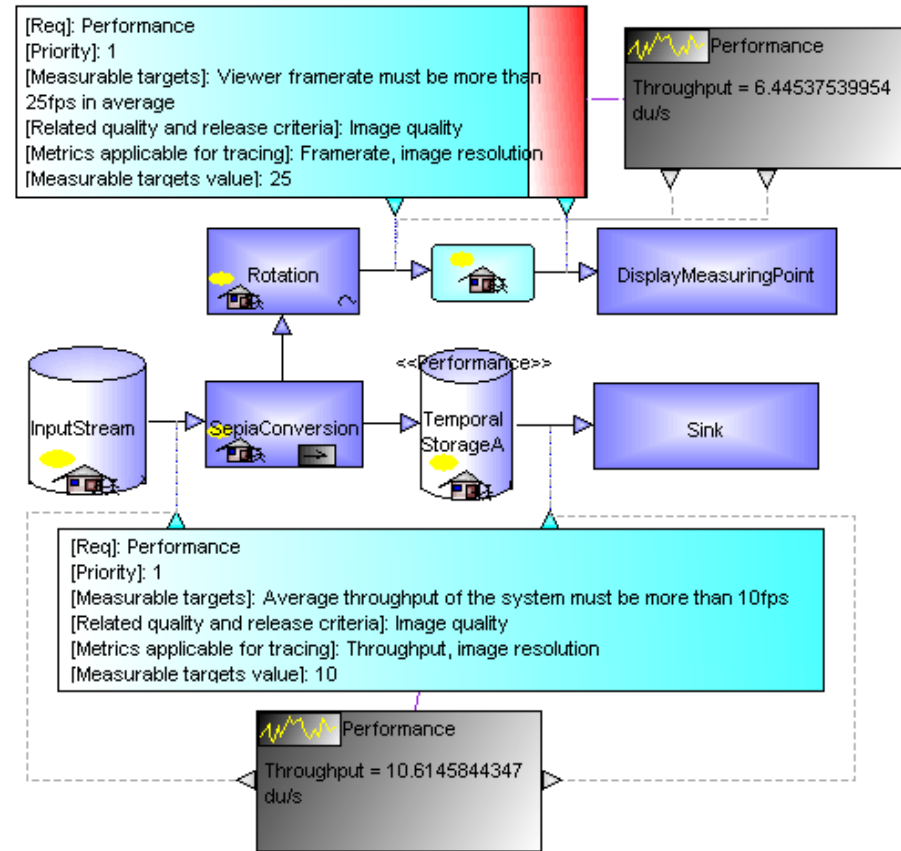 [Req]: Performance
[Priority]: 1
[Measurable targets]: Viewer framerate must be more than
25fps in average
[Related quality and release criteria]: Image quality
[Metrics applicable for tracing]: Framerate, image resolution
[Measurable targets value]: 25
Performance
Throughput = 6.44537539954
du/s
Rotation
DisplayMeasuringPoint
<<Performance>>
InputStream
SepiaConversion
Temporal
StorageA
Sink
[Req]: Performance
[Priority]: 1
[Measurable targets]: Average throughput of the system must be more than 10fps
[Related quality and release criteria]: Image quality
[Metrics applicable for tracing]: Throughput, image resolution
[Measurable targets value]: 10
Performance
Throughput = 10.6145844347
du/s